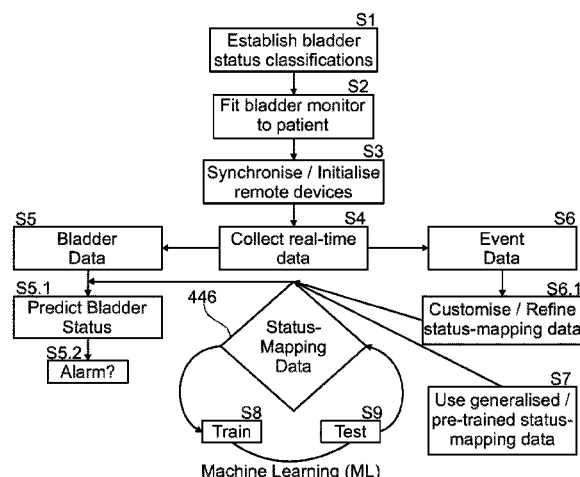 S1
Establish bladder
status classifications
S2
Fit bladder monitor
to patient
S3
Synchronise / Initialise
remote devices
S5
Bladder
Data
S4
Collect real-time
data
S6
Event
Data
S5.1
Predict Bladder
Status
446
Status-
Mapping
Data
S6.1
Customise / Refine
status-mapping data
S5.2
Alarm?
S7
Use generalised /
pre-trained status-
mapping data
S8
Train
S9
Test
Machine Learning (ML)